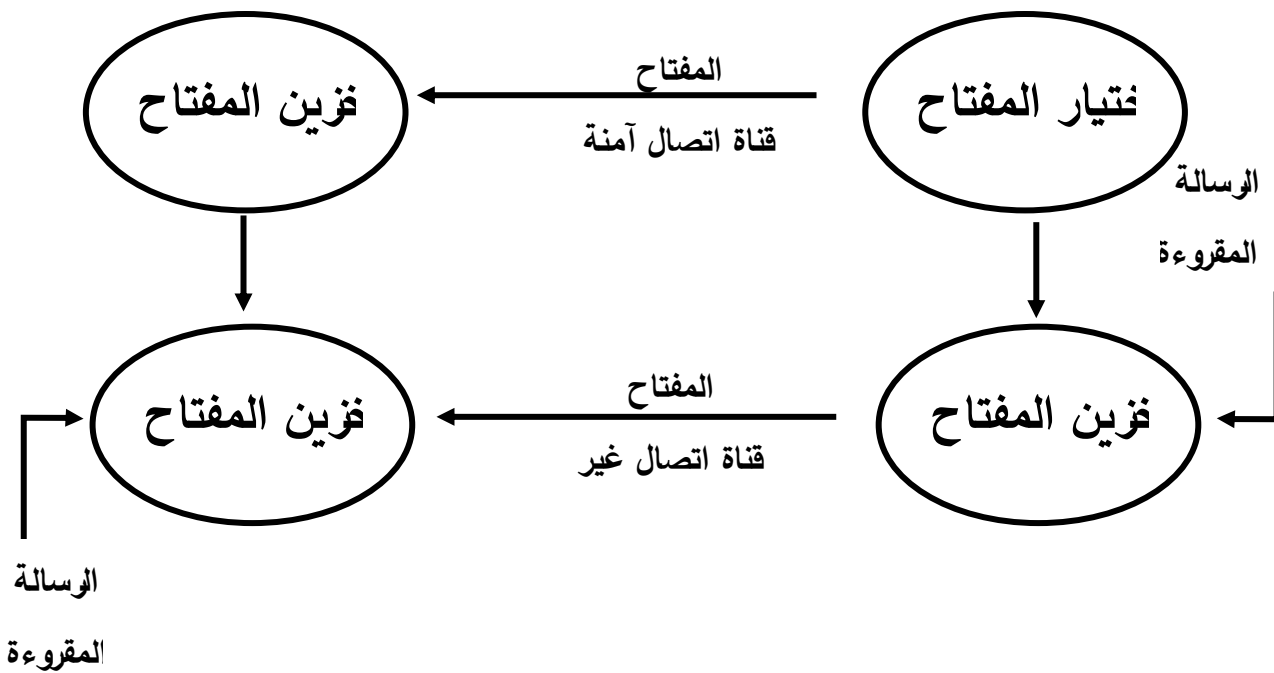 ختيار المفتاح
المفتاح
قناة اتصال آمنة
خزين المفتاح
الرسالة
المقروءة
خزين المفتاح
المفتاح
قناة اتصال غير
خزين المفتاح
الرسالة
المقروءة